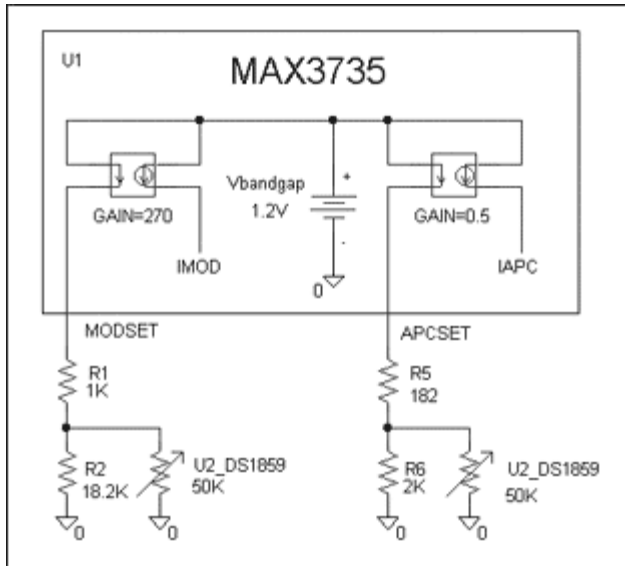 U1
MAX3735
Vbandgap
+
1.2V
-
0
GAIN=270
GAIN=0.5
IMOD
IAPC
MODSET
APCSET
R1
1K
R5
182
R2
18.2K
U2_DS1859
50K
R6
2K
U2_DS1859
50K
0
0
0
0